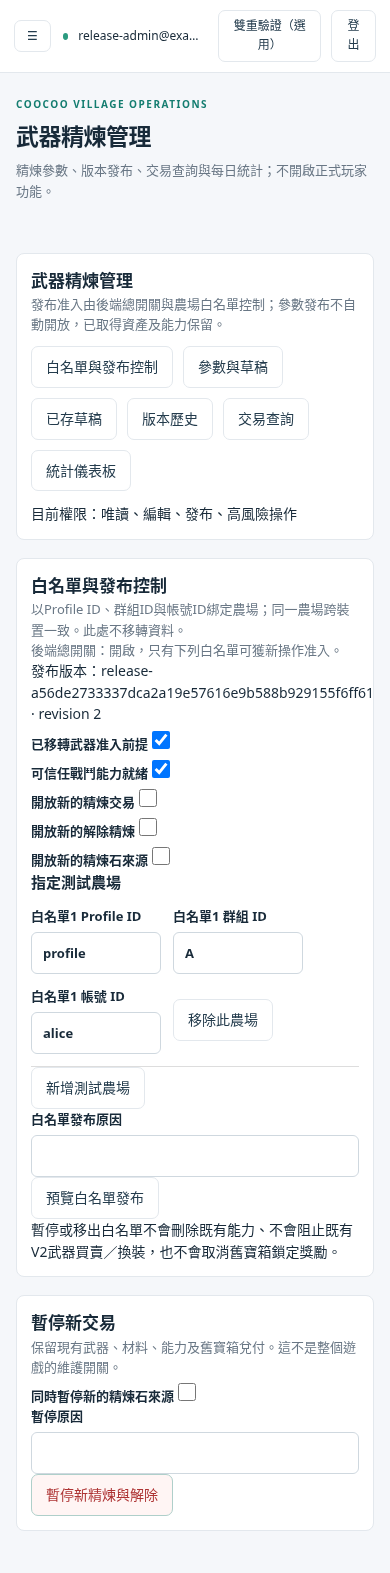 ☰
release-admin@exa...
雙重驗證（選
用）
登
出
COOCOO VILLAGE OPERATIONS
武器精煉管理
精煉參數、版本發布、交易查詢與每日統計；不開啟正式玩家
功能。
武器精煉管理
發布准入由後端總開關與農場白名單控制；參數發布不自
動開放，已取得資產及能力保留。
白名單與發布控制
參數與草稿
已存草稿
版本歷史
交易查詢
統計儀表板
目前權限：唯讀、編輯、發布、高風險操作
白名單與發布控制
以Profile ID、群組ID與帳號ID綁定農場；同一農場跨裝
置一致。此處不移轉資料。
後端總開關：開啟，只有下列白名單可獲新操作准入。
發布版本：release-
a56de2733337dca2a19e57616e9b588b929155f6ff61
· revision 2
已移轉武器准入前提
可信任戰鬥能力就緒
開放新的精煉交易
開放新的解除精煉
開放新的精煉石來源
指定測試農場
白名單1 Profile ID
白名單1 群組 ID
profile
A
白名單1 帳號 ID
alice
移除此農場
新增測試農場
白名單發布原因
預覽白名單發布
暫停或移出白名單不會刪除既有能力、不會阻止既有
V2武器買賣／換裝，也不會取消舊寶箱鎖定獎勵。
暫停新交易
保留現有武器、材料、能力及舊寶箱兌付。這不是整個遊
戲的維護開關。
同時暫停新的精煉石來源
暫停原因
暫停新精煉與解除